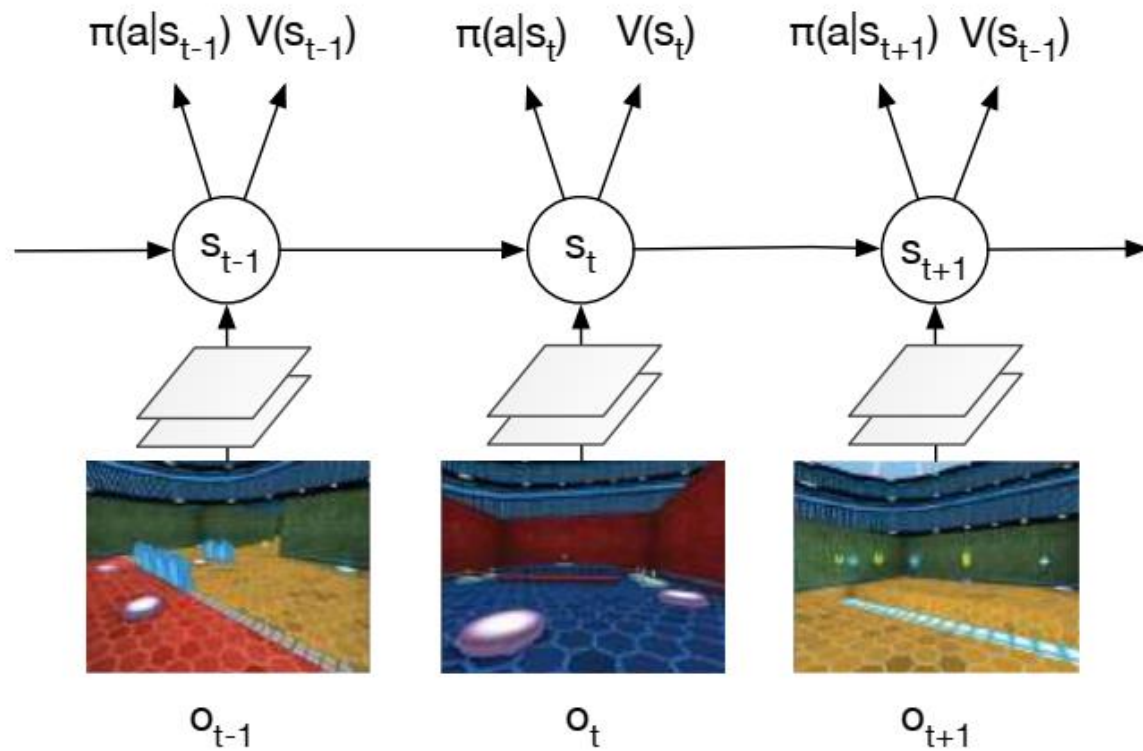 π(a|s_{t-1}) V(s_{t-1}) π(a|s_t) V(s_t) π(a|s_{t+1}) V(s_{t-1})
s_{t-1} s_t s_{t+1}
o_{t-1} o_t o_{t+1}